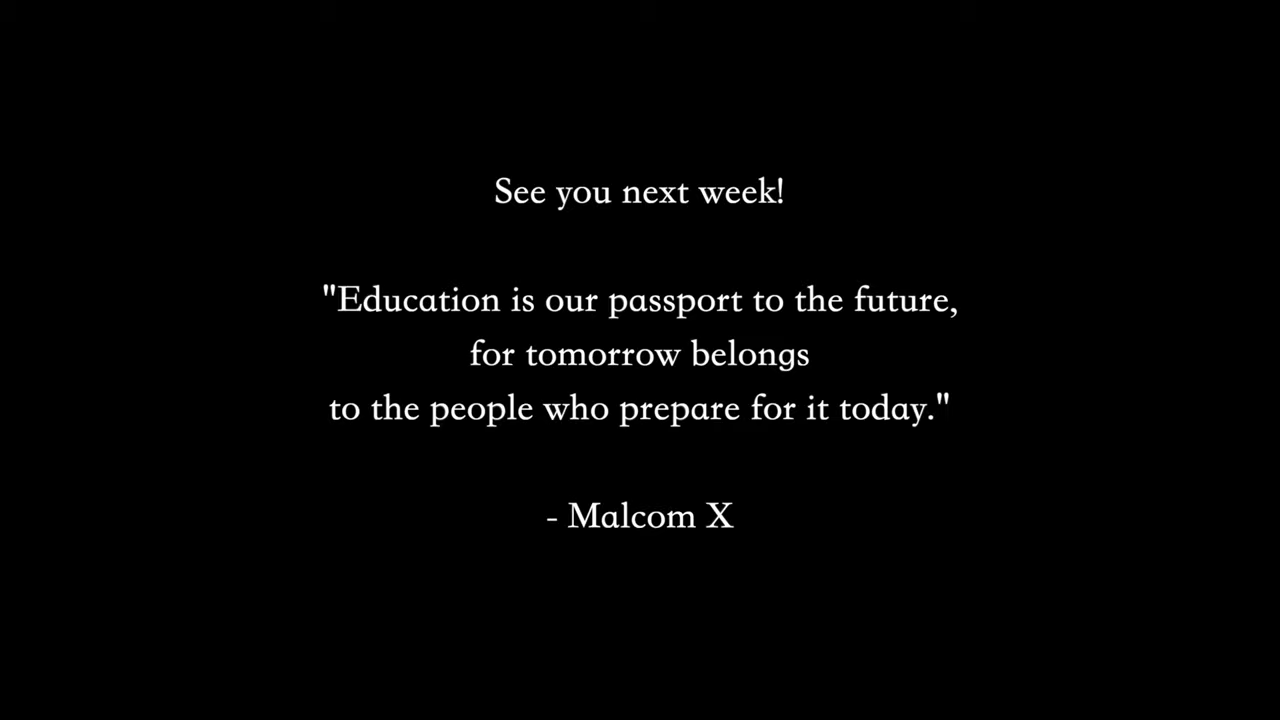 See you next week!
"Education is our passport to the future,
for tomorrow belongs
to the people who prepare for it today."
- Malcom X